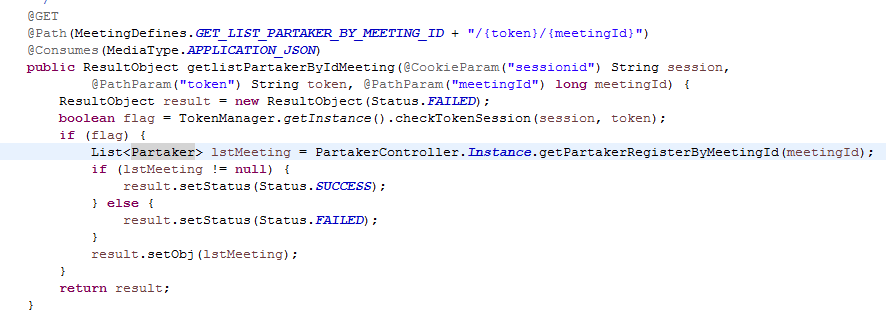 @GET
@Path(MeetingDefines.GET_LIST_PARTAKER_BY_MEETING_ID + "/{token}/{meetingId}")
@Consumes(MediaType.APPLICATION_JSON)
public ResultObject getlistPartakerByIdMeeting(@CookieParam("sessionid") String session,
@PathParam("token") String token, @PathParam("meetingId") long meetingId) {
ResultObject result = new ResultObject(Status.FAILED);
boolean flag = TokenManager.getInstance().checkTokenSession(session, token);
if (flag) {
List<Partaker> lstMeeting = PartakerController.Instance.getPartakerRegisterByMeetingId(meetingId);
if (lstMeeting != null) {
result.setStatus(Status.SUCCESS);
} else {
result.setStatus(Status.FAILED);
}
result.setObj(lstMeeting);
}
return result;
}